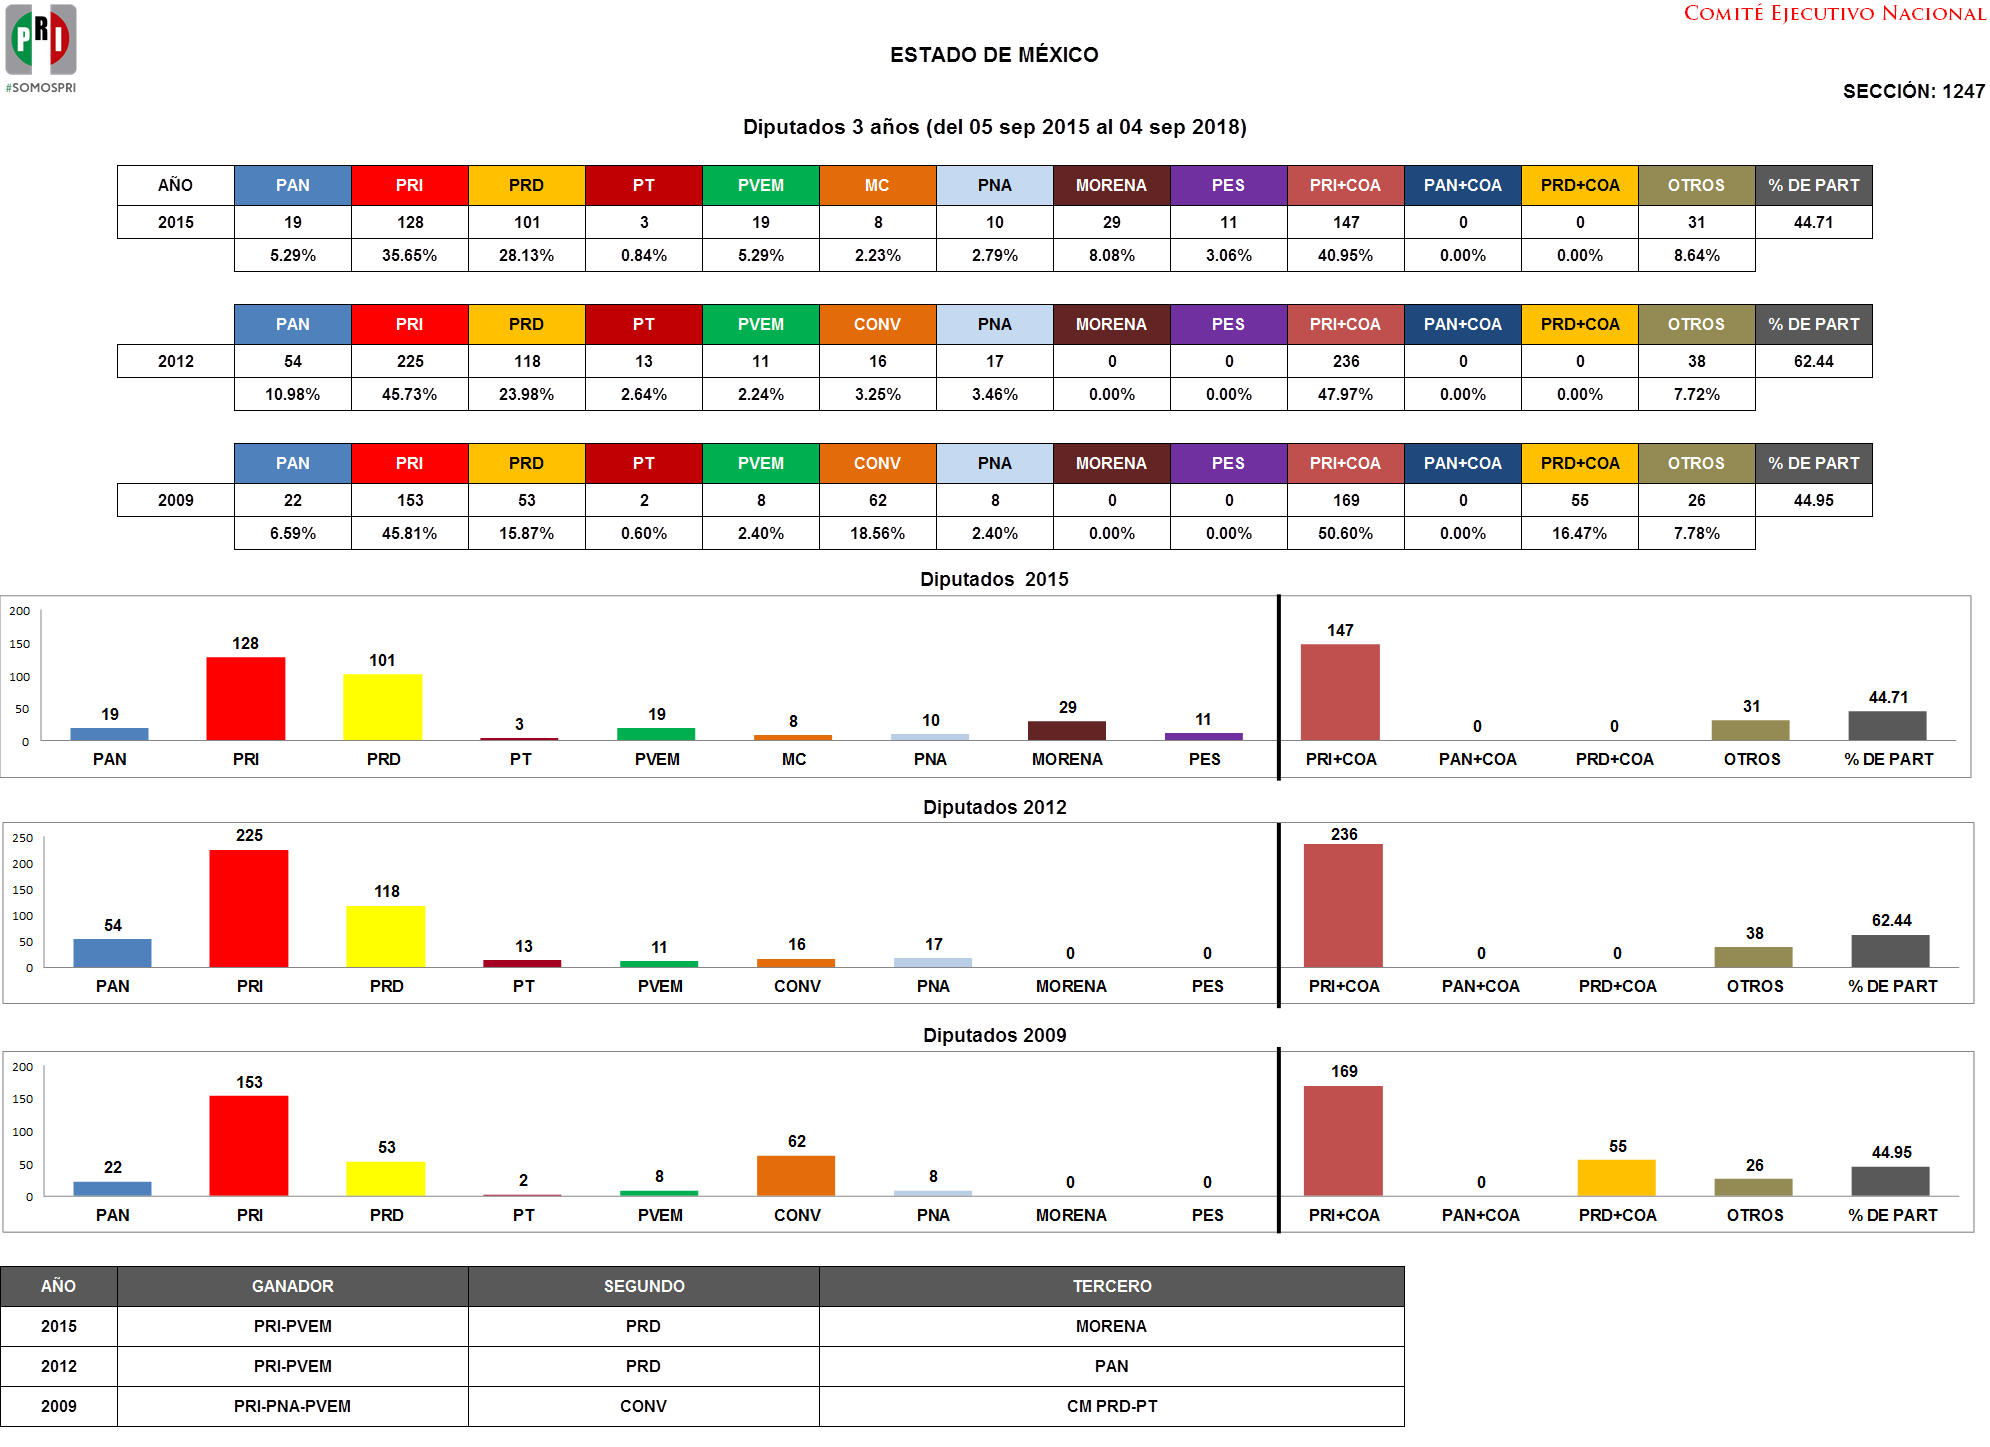 PRI
#SOMOSPRI
COMITÉ EJECUTIVO NACIONAL
ESTADO DE MÉXICO
SECCIÓN: 1247
Diputados 3 años (del 05 sep 2015 al 04 sep 2018)
AÑO PAN PRI PRD PT PVEM MC PNA MORENA PES PRI+COA PAN+COA PRD+COA OTROS % DE PART
2015 19 128 101 3 19 8 10 29 11 147 0 0 31 44.71
5.29% 35.65% 28.13% 0.84% 5.29% 2.23% 2.79% 8.08% 3.06% 40.95% 0.00% 0.00% 8.64%
PAN PRI PRD PT PVEM CONV PNA MORENA PES PRI+COA PAN+COA PRD+COA OTROS % DE PART
2012 54 225 118 13 11 16 17 0 0 236 0 0 38 62.44
10.98% 45.73% 23.98% 2.64% 2.24% 3.25% 3.46% 0.00% 0.00% 47.97% 0.00% 0.00% 7.72%
PAN PRI PRD PT PVEM CONV PNA MORENA PES PRI+COA PAN+COA PRD+COA OTROS % DE PART
2009 22 153 53 2 8 62 8 0 0 169 0 55 26 44.95
6.59% 45.81% 15.87% 0.60% 2.40% 18.56% 2.40% 0.00% 0.00% 50.60% 0.00% 16.47% 7.78%
Diputados 2015
200
150
100
50
0
19 128 101 3 19 8 10 29 11 147 0 0 31 44.71
PAN PRI PRD PT PVEM MC PNA MORENA PES PRI+COA PAN+COA PRD+COA OTROS % DE PART
Diputados 2012
250
200
150
100
50
0
54 225 118 13 11 16 17 0 0 236 0 0 38 62.44
PAN PRI PRD PT PVEM CONV PNA MORENA PES PRI+COA PAN+COA PRD+COA OTROS % DE PART
Diputados 2009
200
150
100
50
0
22 153 53 2 8 62 8 0 0 169 0 55 26 44.95
PAN PRI PRD PT PVEM CONV PNA MORENA PES PRI+COA PAN+COA PRD+COA OTROS % DE PART
AÑO GANADOR SEGUNDO TERCERO
2015 PRI-PVEM PRD MORENA
2012 PRI-PVEM PRD PAN
2009 PRI-PNA-PVEM CONV CM PRD-PT